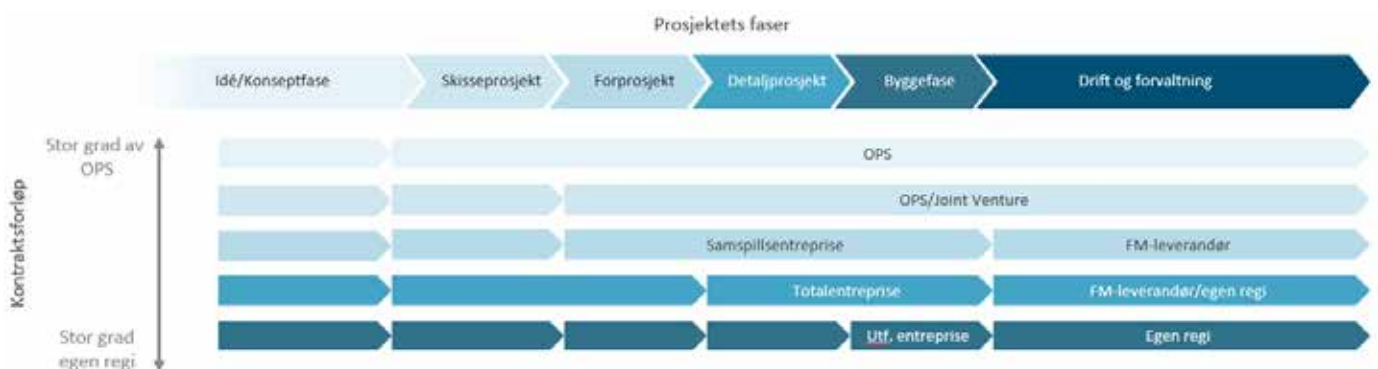 Prosjektets faser
Idé/Konseptfase
Skisseprosjekt
Forprosjekt
Detaljprosjekt
Byggefase
Drift og forvaltning
Kontraktsforløp
Stor grad av
OPS
OPS
OPS/Joint Venture
Samspillsentreprise
FM-leverandør
Totalentreprise
FM-leverandør/egen regi
Stor grad
egen regi
Utf. entreprise
Egen regi